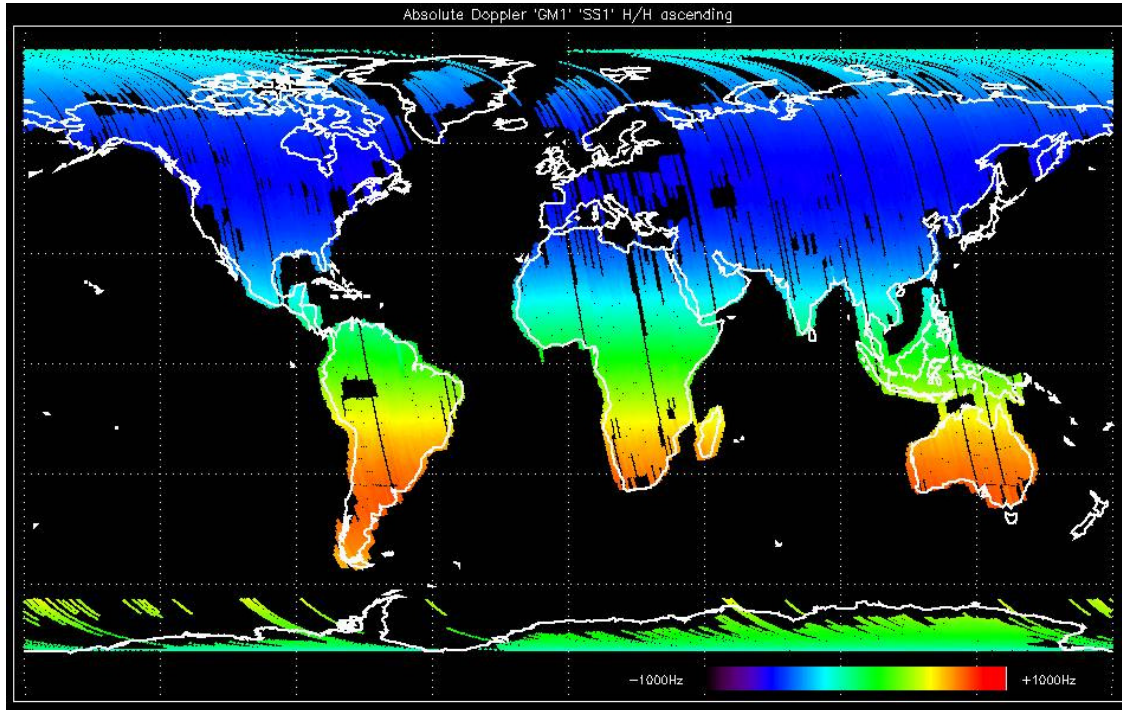 Absolute Doppler 'GM1' 'SS1' H/H ascending
−1000Hz +1000Hz